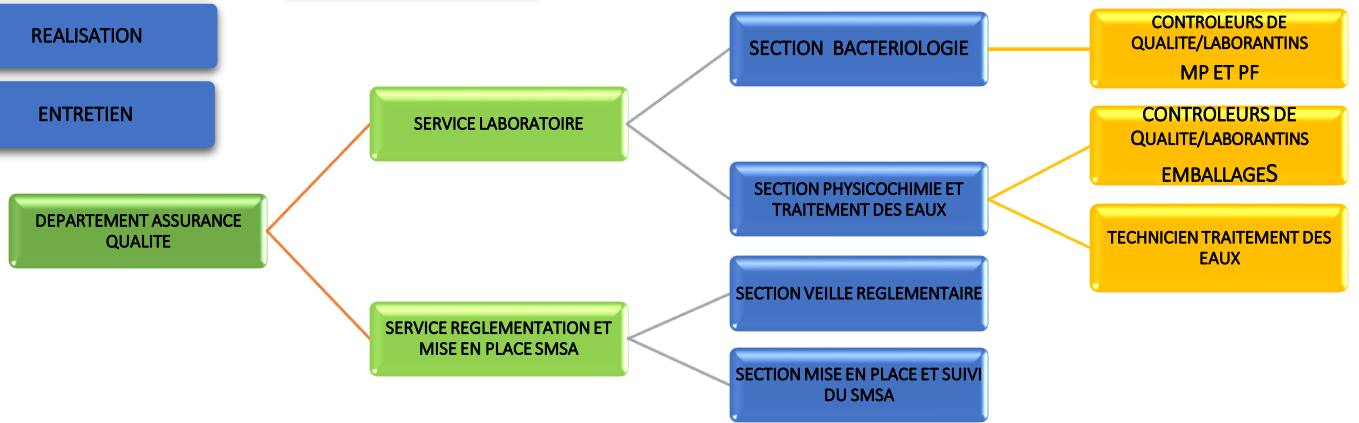 REALISATION
ENTRETIEN
DEPARTEMENT ASSURANCE
QUALITE
SERVICE LABORATOIRE
SERVICE REGLEMENTATION ET
MISE EN PLACE SMSA
SECTION BACTERIOLOGIE
SECTION PHYSICOCHIMIE ET
TRAITEMENT DES EAUX
SECTION VEILLE REGLEMENTAIRE
SECTION MISE EN PLACE ET SUIVI
DU SMSA
CONTROLEURS DE
QUALITE/LABORANTINS
MP ET PF
CONTROLEURS DE
QUALITE/LABORANTINS
EMBALLAGES
TECHNICIEN TRAITEMENT DES
EAUX